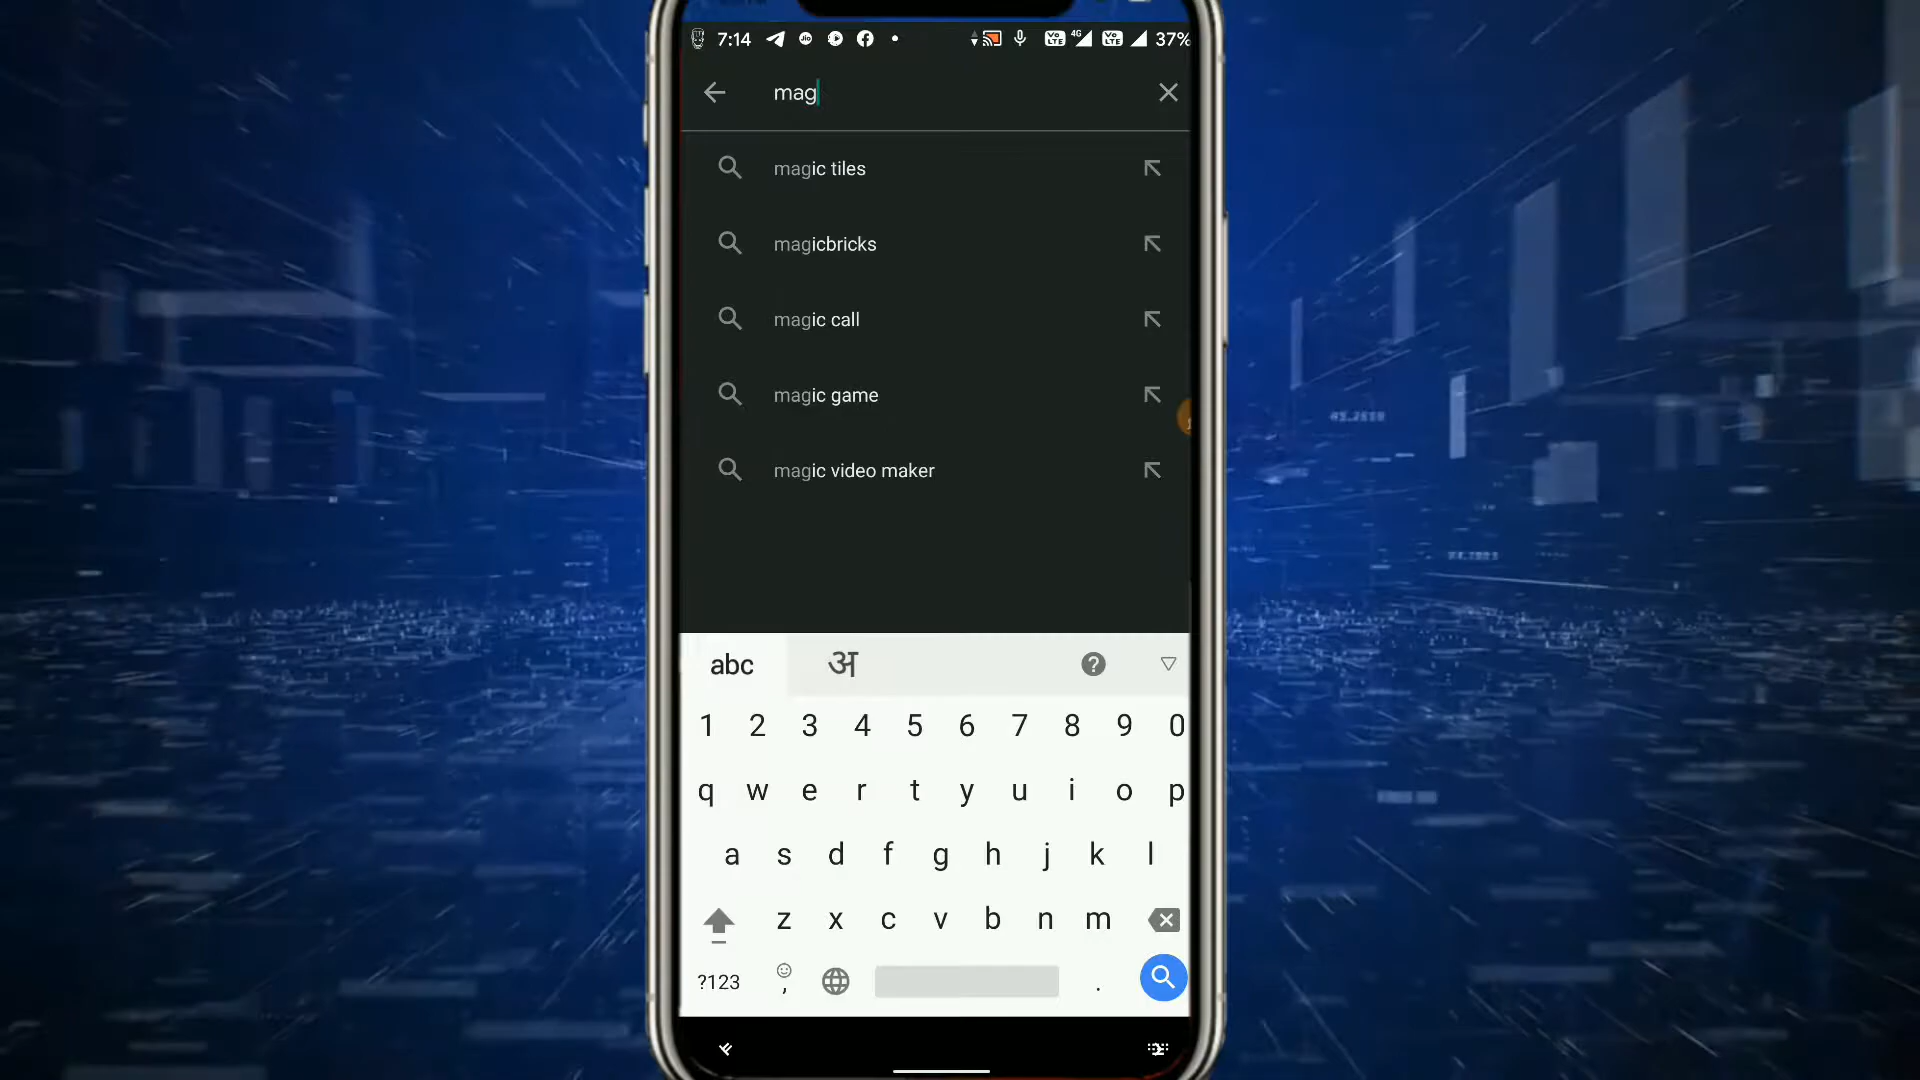 7:14 4G 37%
mag
magic tiles
magicbricks
magic call
magic game
magic video maker
abc अ ?
1 2 3 4 5 6 7 8 9 0
q w e r t y u i o p
a s d f g h j k l
z x c v b n m
?123 , .